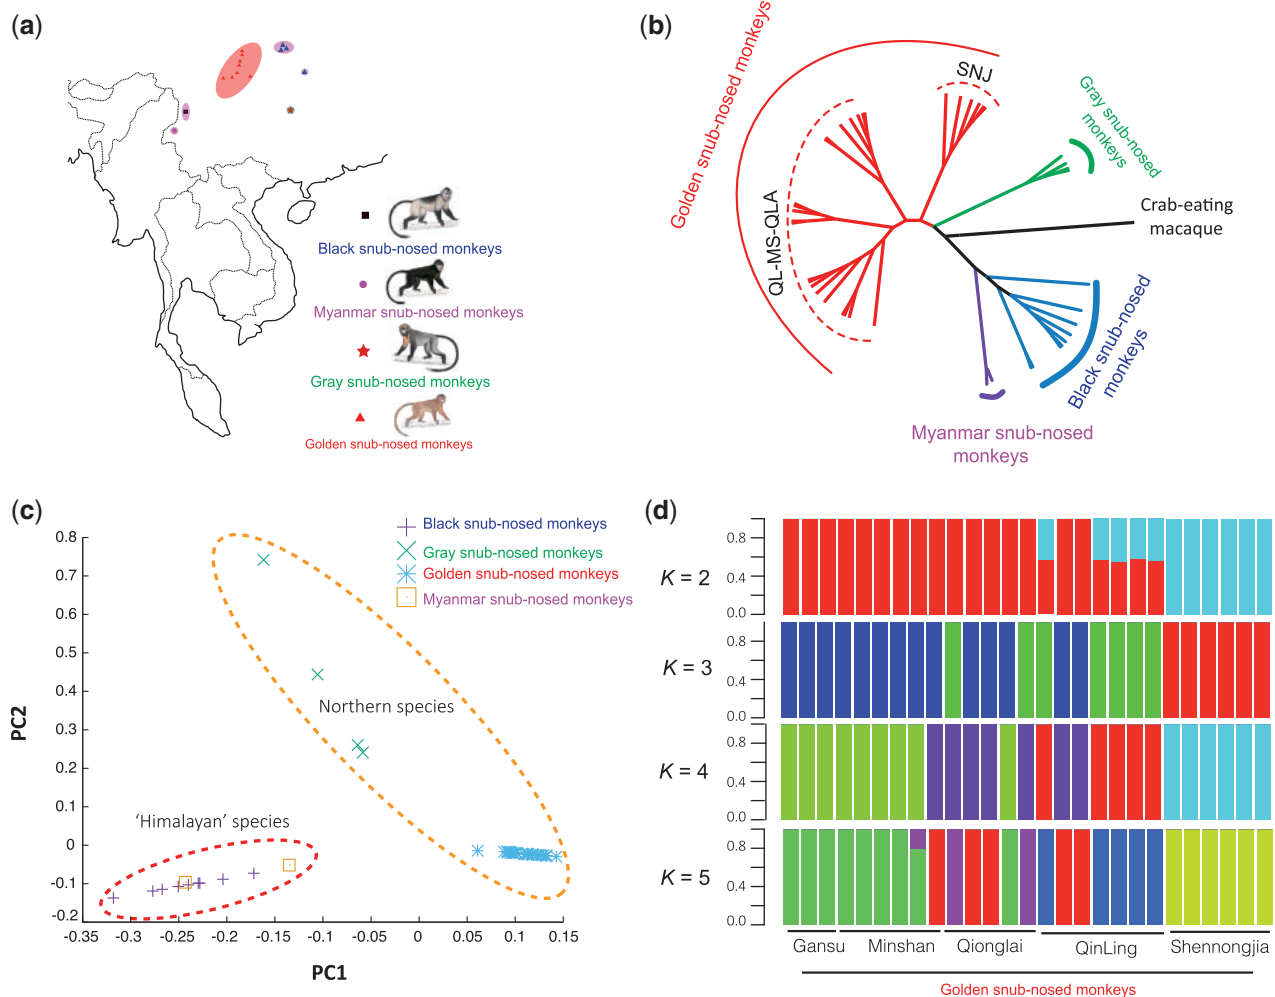 (a)
Black snub-nosed monkeys
Myanmar snub-nosed monkeys
Gray snub-nosed monkeys
Golden snub-nosed monkeys
(b)
Golden snub-nosed monkeys
SNJ
QL-MS-QLA
Gray snub-nosed
monkeys
Crab-eating
macaque
Black snub-nosed
monkeys
Myanmar snub-nosed
monkeys
(c)
Black snub-nosed monkeys
Gray snub-nosed monkeys
Golden snub-nosed monkeys
Myanmar snub-nosed monkeys
0.8
0.7
0.6
0.5
0.4
0.3
0.2
0.1
0
-0.1
-0.2
PC2
Northern species
‘Himalayan’ species
-0.35 -0.3 -0.25 -0.2 -0.15 -0.1 -0.05 0 0.05 0.1 0.15
PC1
(d)
K = 2
0.8
0.4
0.0
K = 3
0.8
0.4
0.0
K = 4
0.8
0.4
0.0
K = 5
0.8
0.4
0.0
Gansu Minshan Qionglai QinLing Shennongjia
Golden snub-nosed monkeys